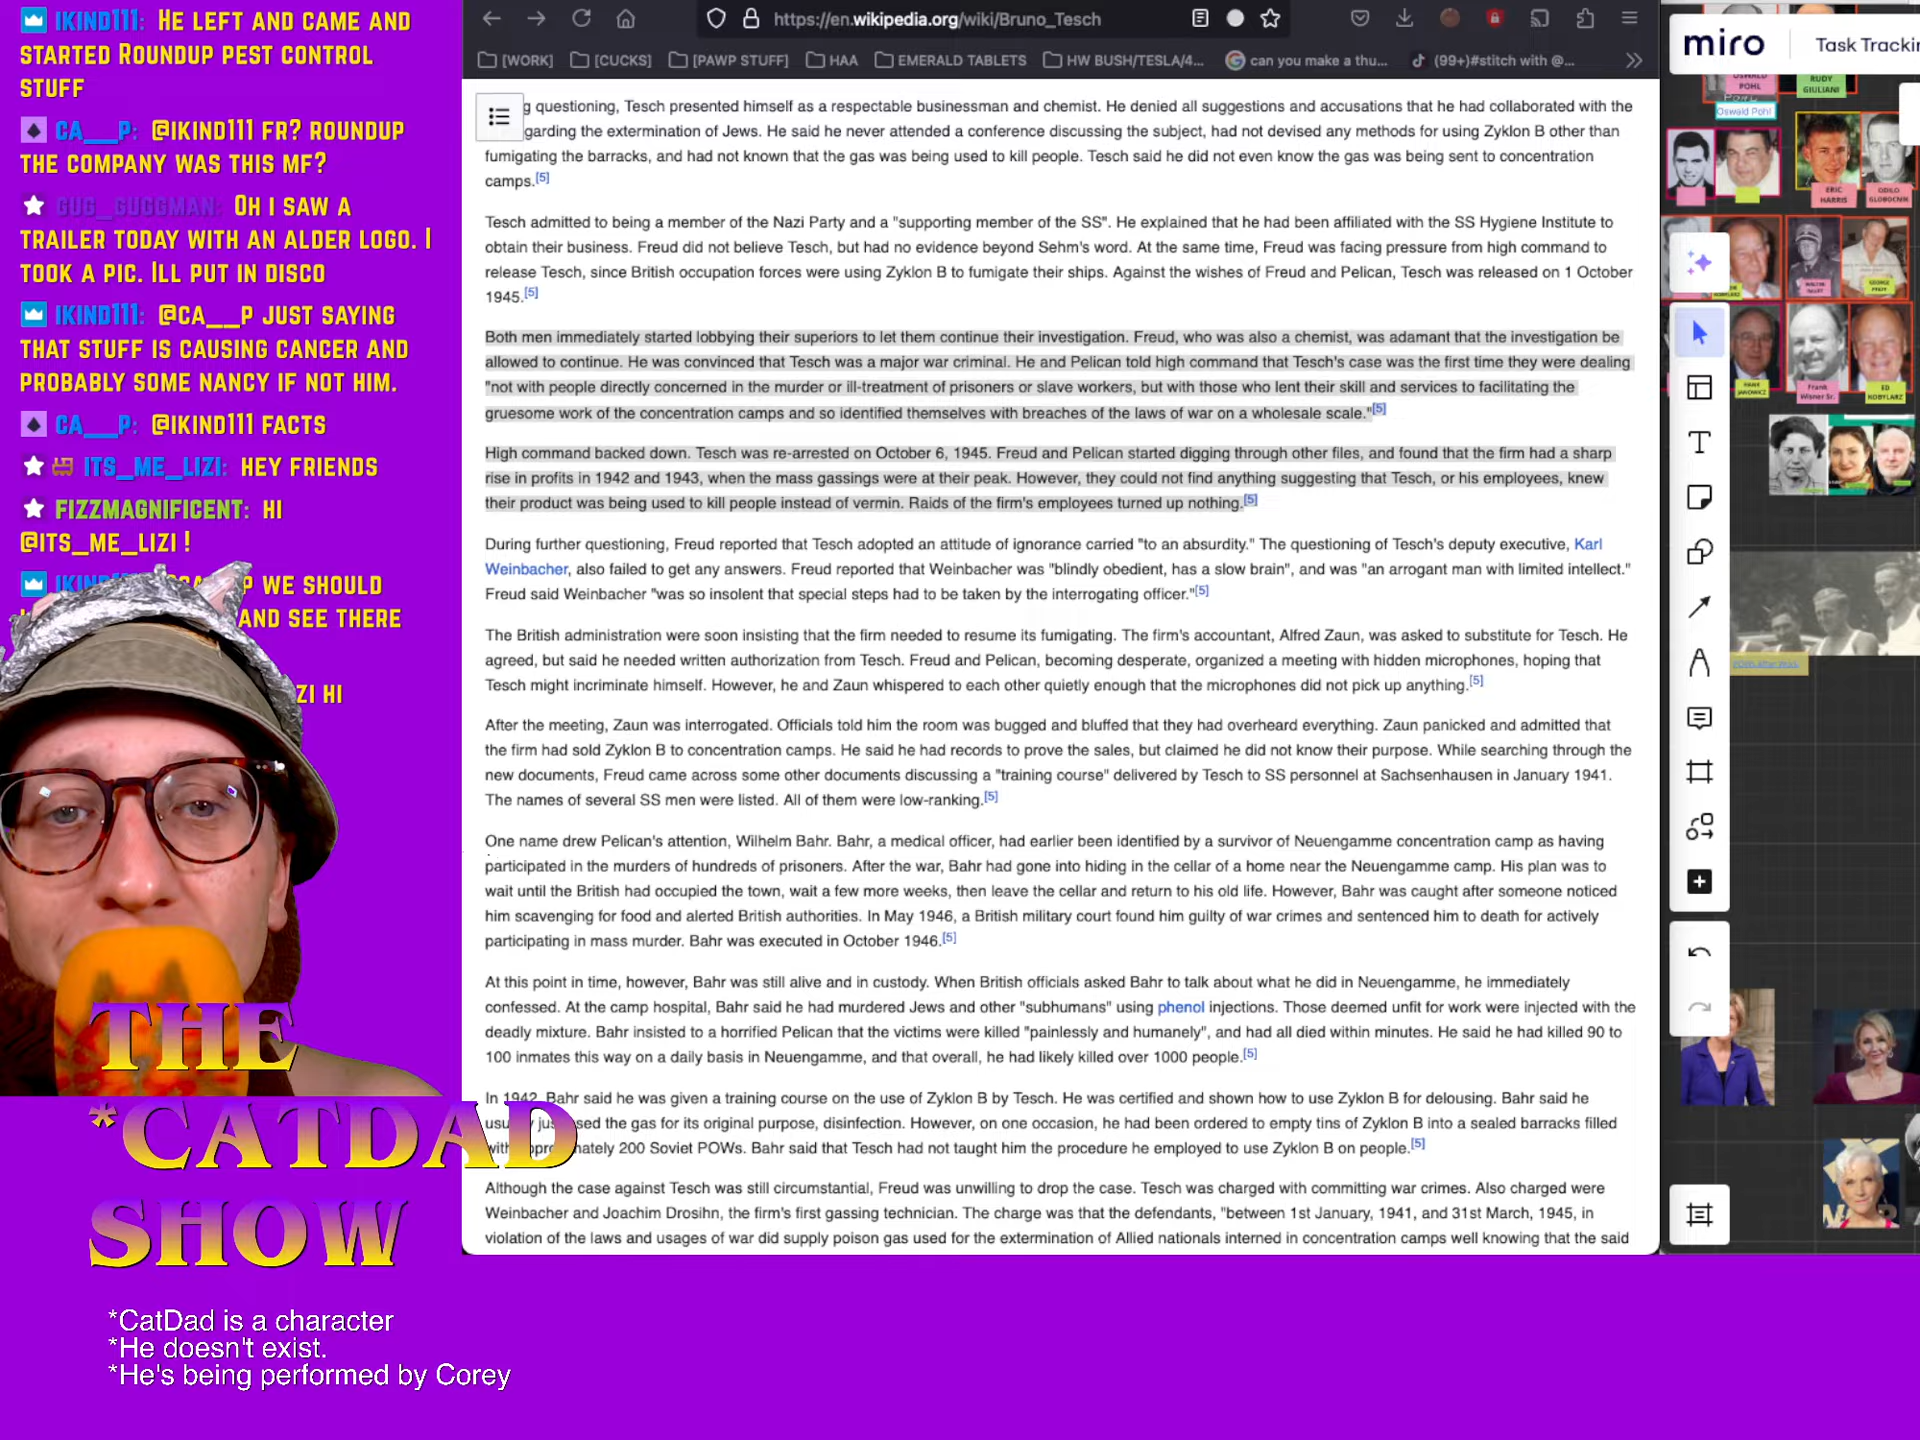 IKIND111: HE LEFT AND CAME AND
STARTED ROUNDUP PEST CONTROL
STUFF
CA__P: @IKIND111 FR? ROUNDUP
THE COMPANY WAS THIS MF?
GUG_GUGGMAN: OH I SAW A
TRAILER TODAY WITH AN ALDER LOGO. I
TOOK A PIC. ILL PUT IN DISCO
IKIND111: @CA__P JUST SAYING
THAT STUFF IS CAUSING CANCER AND
PROBABLY SOME NANCY IF NOT HIM.
CA__P: @IKIND111 FACTS
ITS_ME_LIZI: HEY FRIENDS
FIZZMAGNIFICENT: HI
@ITS_ME_LIZI !
P WE SHOULD
AND SEE THERE
ZI HI
THE
*CATDAD
SHOW
*CatDad is a character
*He doesn't exist.
*He's being performed by Corey
https://en.wikipedia.org/wiki/Bruno_Tesch
[WORK] [CUCKS] [PAWP STUFF] HAA EMERALD TABLETS HW BUSH/TESLA/4... can you make a thu... (99+)#stitch with @...
g questioning, Tesch presented himself as a respectable businessman and chemist. He denied all suggestions and accusations that he had collaborated with the
garding the extermination of Jews. He said he never attended a conference discussing the subject, had not devised any methods for using Zyklon B other than
fumigating the barracks, and had not known that the gas was being used to kill people. Tesch said he did not even know the gas was being sent to concentration
camps.[5]
Tesch admitted to being a member of the Nazi Party and a "supporting member of the SS". He explained that he had been affiliated with the SS Hygiene Institute to
obtain their business. Freud did not believe Tesch, but had no evidence beyond Sehm's word. At the same time, Freud was facing pressure from high command to
release Tesch, since British occupation forces were using Zyklon B to fumigate their ships. Against the wishes of Freud and Pelican, Tesch was released on 1 October
1945.[5]
Both men immediately started lobbying their superiors to let them continue their investigation. Freud, who was also a chemist, was adamant that the investigation be
allowed to continue. He was convinced that Tesch was a major war criminal. He and Pelican told high command that Tesch's case was the first time they were dealing
"not with people directly concerned in the murder or ill-treatment of prisoners or slave workers, but with those who lent their skill and services to facilitating the
gruesome work of the concentration camps and so identified themselves with breaches of the laws of war on a wholesale scale."[5]
High command backed down. Tesch was re-arrested on October 6, 1945. Freud and Pelican started digging through other files, and found that the firm had a sharp
rise in profits in 1942 and 1943, when the mass gassings were at their peak. However, they could not find anything suggesting that Tesch, or his employees, knew
their product was being used to kill people instead of vermin. Raids of the firm's employees turned up nothing.[5]
During further questioning, Freud reported that Tesch adopted an attitude of ignorance carried "to an absurdity." The questioning of Tesch's deputy executive, Karl
Weinbacher, also failed to get any answers. Freud reported that Weinbacher was "blindly obedient, has a slow brain", and was "an arrogant man with limited intellect."
Freud said Weinbacher "was so insolent that special steps had to be taken by the interrogating officer."[5]
The British administration were soon insisting that the firm needed to resume its fumigating. The firm's accountant, Alfred Zaun, was asked to substitute for Tesch. He
agreed, but said he needed written authorization from Tesch. Freud and Pelican, becoming desperate, organized a meeting with hidden microphones, hoping that
Tesch might incriminate himself. However, he and Zaun whispered to each other quietly enough that the microphones did not pick up anything.[5]
After the meeting, Zaun was interrogated. Officials told him the room was bugged and bluffed that they had overheard everything. Zaun panicked and admitted that
the firm had sold Zyklon B to concentration camps. He said he had records to prove the sales, but claimed he did not know their purpose. While searching through the
new documents, Freud came across some other documents discussing a "training course" delivered by Tesch to SS personnel at Sachsenhausen in January 1941.
The names of several SS men were listed. All of them were low-ranking.[5]
One name drew Pelican's attention, Wilhelm Bahr. Bahr, a medical officer, had earlier been identified by a survivor of Neuengamme concentration camp as having
participated in the murders of hundreds of prisoners. After the war, Bahr had gone into hiding in the cellar of a home near the Neuengamme camp. His plan was to
wait until the British had occupied the town, wait a few more weeks, then leave the cellar and return to his old life. However, Bahr was caught after someone noticed
him scavenging for food and alerted British authorities. In May 1946, a British military court found him guilty of war crimes and sentenced him to death for actively
participating in mass murder. Bahr was executed in October 1946.[5]
At this point in time, however, Bahr was still alive and in custody. When British officials asked Bahr to talk about what he did in Neuengamme, he immediately
confessed. At the camp hospital, Bahr said he had murdered Jews and other "subhumans" using phenol injections. Those deemed unfit for work were injected with the
deadly mixture. Bahr insisted to a horrified Pelican that the victims were killed "painlessly and humanely", and had all died within minutes. He said he had killed 90 to
100 inmates this way on a daily basis in Neuengamme, and that overall, he had likely killed over 1000 people.[5]
In 1942, Bahr said he was given a training course on the use of Zyklon B by Tesch. He was certified and shown how to use Zyklon B for delousing. Bahr said he
sed the gas for its original purpose, disinfection. However, on one occasion, he had been ordered to empty tins of Zyklon B into a sealed barracks filled
nately 200 Soviet POWs. Bahr said that Tesch had not taught him the procedure he employed to use Zyklon B on people.[5]
Although the case against Tesch was still circumstantial, Freud was unwilling to drop the case. Tesch was charged with committing war crimes. Also charged were
Weinbacher and Joachim Drosihn, the firm's first gassing technician. The charge was that the defendants, "between 1st January, 1941, and 31st March, 1945, in
violation of the laws and usages of war did supply poison gas used for the extermination of Allied nationals interned in concentration camps well knowing that the said
miro Task Trackin
OSWALD
POHL
RUDY
GIULIANI
Oswald Pohl
ERIC
HARRIS
ODILO
GLOBOCNIK
Frank
Wisner Sr.
ED
KOBYLARZ